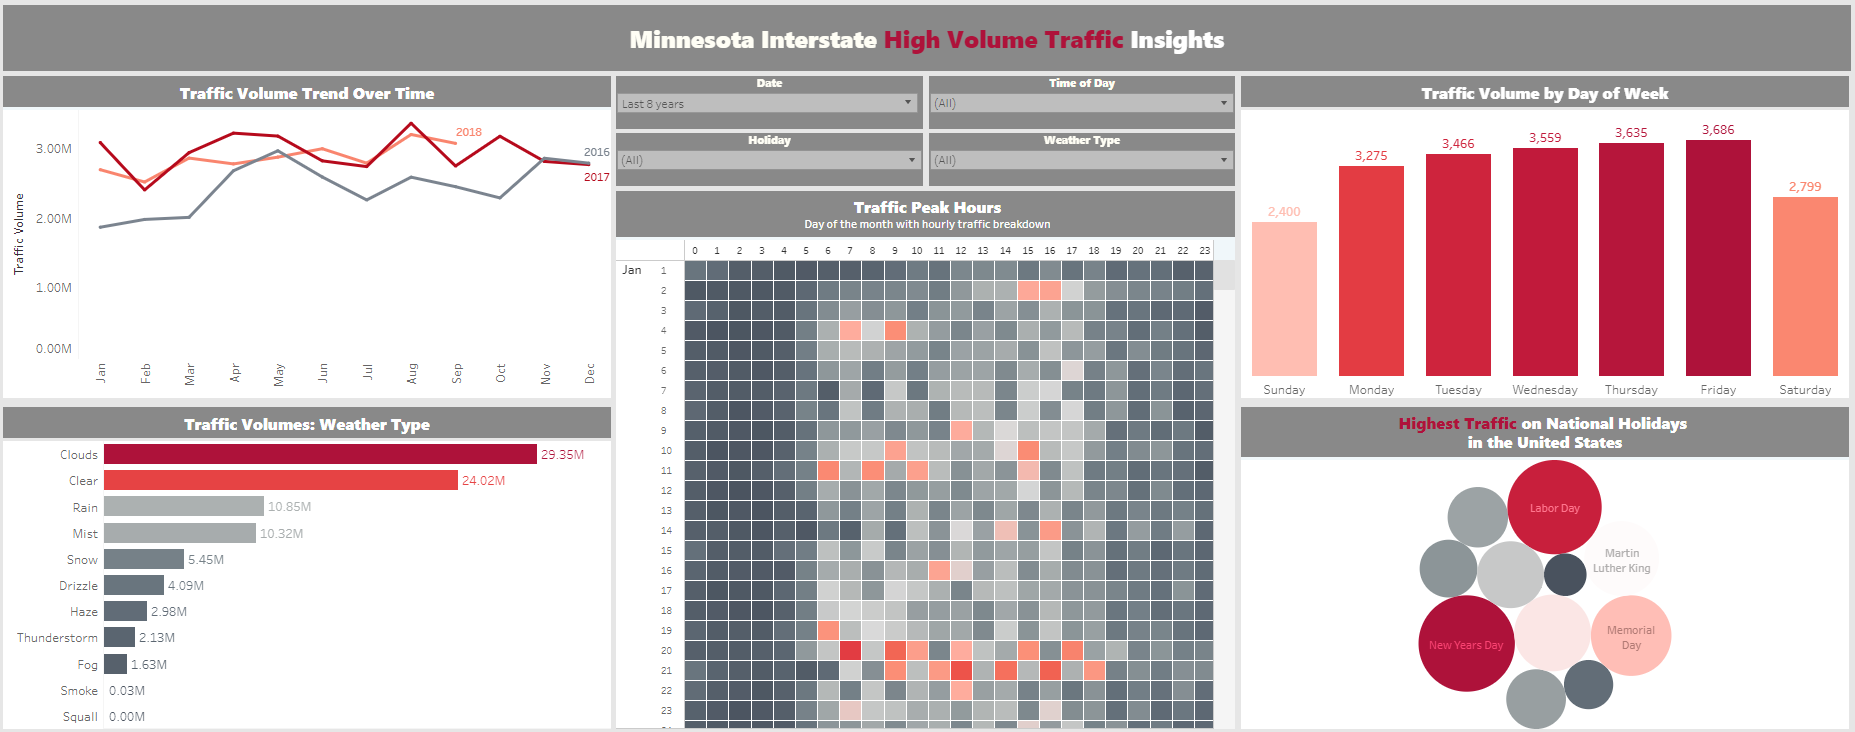 Minnesota Interstate High Volume Traffic Insights
Traffic Volume Trend Over Time
Traffic Volume
3.00M
2.00M
1.00M
0.00M
2018
2016
2017
Jan Feb Mar Apr May Jun Jul Aug Sep Oct Nov Dec
Traffic Volumes: Weather Type
Clouds 29.35M
Clear 24.02M
Rain 10.85M
Mist 10.32M
Snow 5.45M
Drizzle 4.09M
Haze 2.98M
Thunderstorm 2.13M
Fog 1.63M
Smoke 0.03M
Squall 0.00M
Date
Last 8 years
Time of Day
(All)
Holiday
(All)
Weather Type
(All)
Traffic Peak Hours
Day of the month with hourly traffic breakdown
0 1 2 3 4 5 6 7 8 9 10 11 12 13 14 15 16 17 18 19 20 21 22 23
Jan 1
2
3
4
5
6
7
8
9
10
11
12
13
14
15
16
17
18
19
20
21
22
23
Traffic Volume by Day of Week
2,400 3,275 3,466 3,559 3,635 3,686 2,799
Sunday Monday Tuesday Wednesday Thursday Friday Saturday
Highest Traffic on National Holidays
in the United States
Labor Day
Martin
Luther King
New Years Day
Memorial
Day